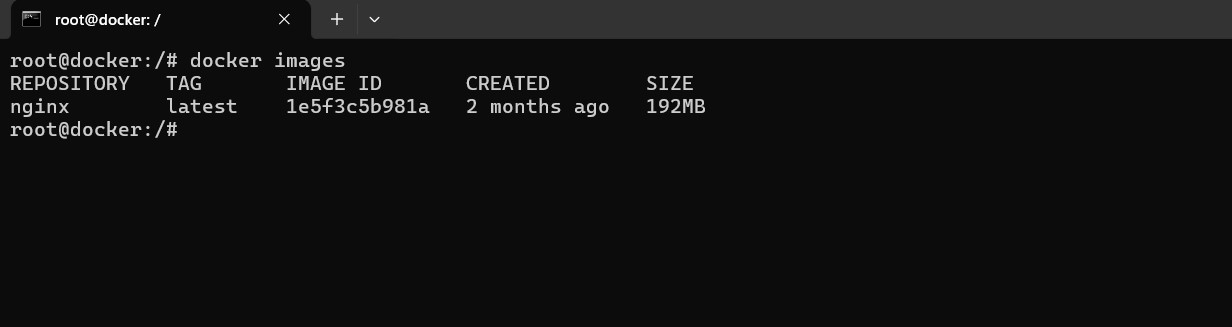 root@docker: /
root@docker:/# docker images
REPOSITORY   TAG       IMAGE ID       CREATED        SIZE
nginx        latest    1e5f3c5b981a   2 months ago   192MB
root@docker:/#